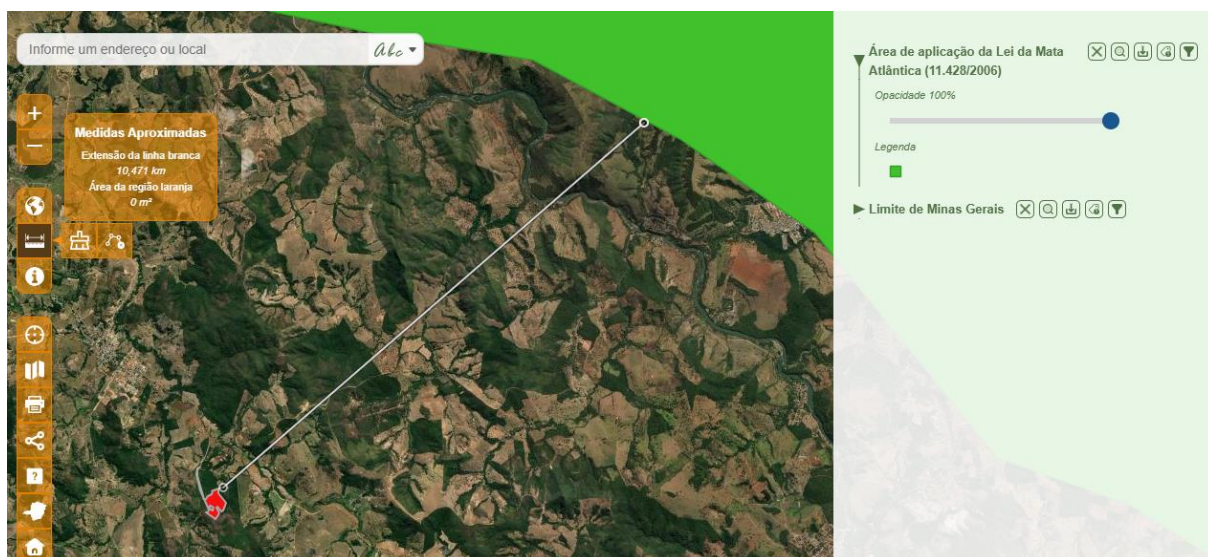 Informe um endereço ou local
Abc
Medidas Aproximadas
Extensão da linha branca
10,471 km
Área da região laranja
0 m²
?
Área de aplicação da Lei da Mata
Atlântica (11.428/2006)
Opacidade 100%
Legenda
Limite de Minas Gerais